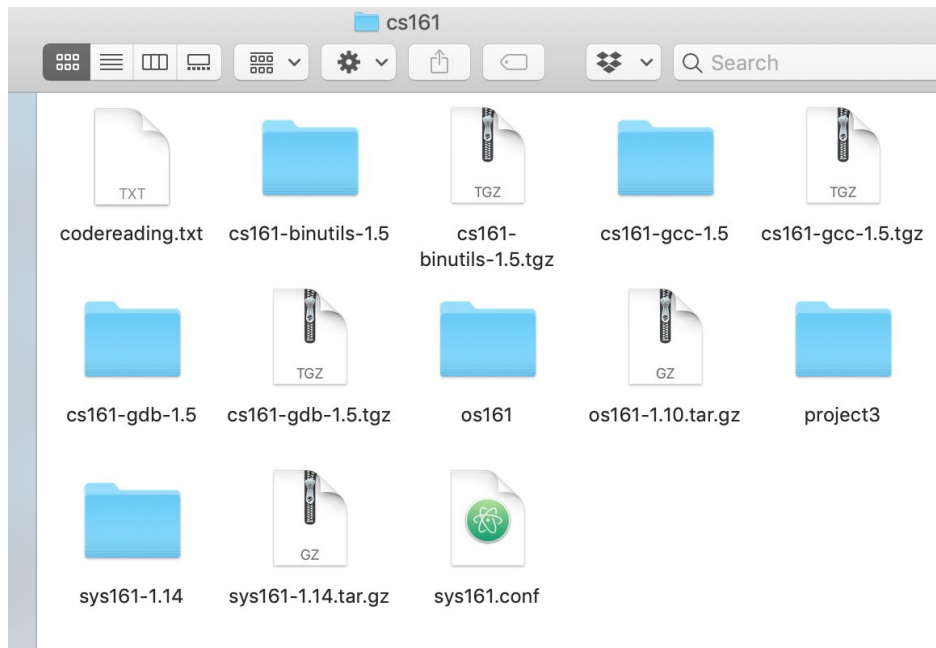 cs161
Search
TXT
TGZ
TGZ
codereading.txt cs161-binutils-1.5 cs161- cs161-gcc-1.5 cs161-gcc-1.5.tgz
binutils-1.5.tgz
TGZ
GZ
cs161-gdb-1.5 cs161-gdb-1.5.tgz os161 os161-1.10.tar.gz project3
GZ
sys161-1.14 sys161-1.14.tar.gz sys161.conf